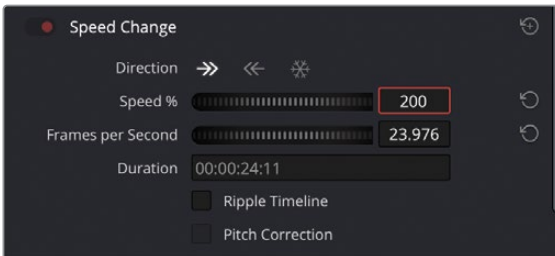 Speed Change
Direction
Speed % 200
Frames per Second 23.976
Duration 00:00:24:11
Ripple Timeline
Pitch Correction